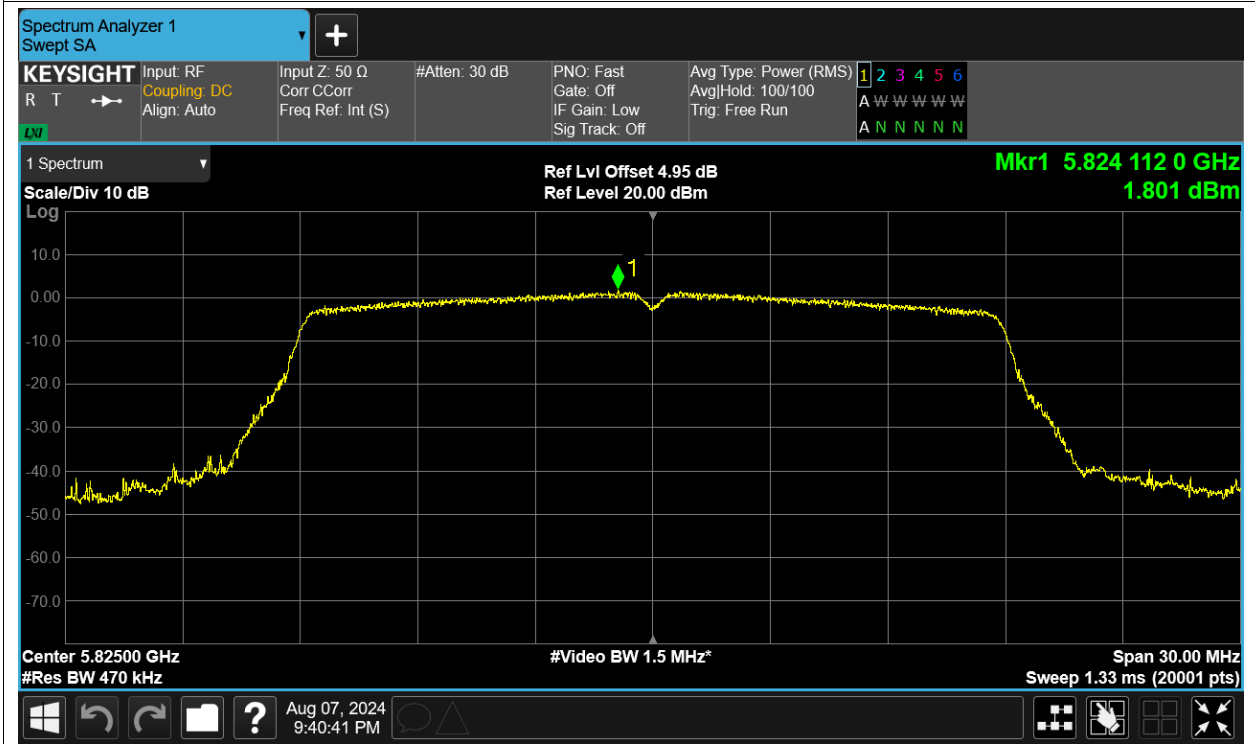 Spectrum Analyzer 1
Swept SA
+
KEYSIGHT
R T
LXI
Input: RF
Coupling: DC
Align: Auto
Input Z: 50 Ω
Corr CCorr
Freq Ref: Int (S)
#Atten: 30 dB
PNO: Fast
Gate: Off
IF Gain: Low
Sig Track: Off
Avg Type: Power (RMS)
Avg|Hold: 100/100
Trig: Free Run
1 2 3 4 5 6
A W W W W W
A N N N N N
1 Spectrum
Scale/Div 10 dB
Log
Ref Lvl Offset 4.95 dB
Ref Level 20.00 dBm
Mkr1 5.824 112 0 GHz
1.801 dBm
1
10.0
0.00
-10.0
-20.0
-30.0
-40.0
-50.0
-60.0
-70.0
Center 5.82500 GHz
#Res BW 470 kHz
#Video BW 1.5 MHz*
Span 30.00 MHz
Sweep 1.33 ms (20001 pts)
?
Aug 07, 2024
9:40:41 PM